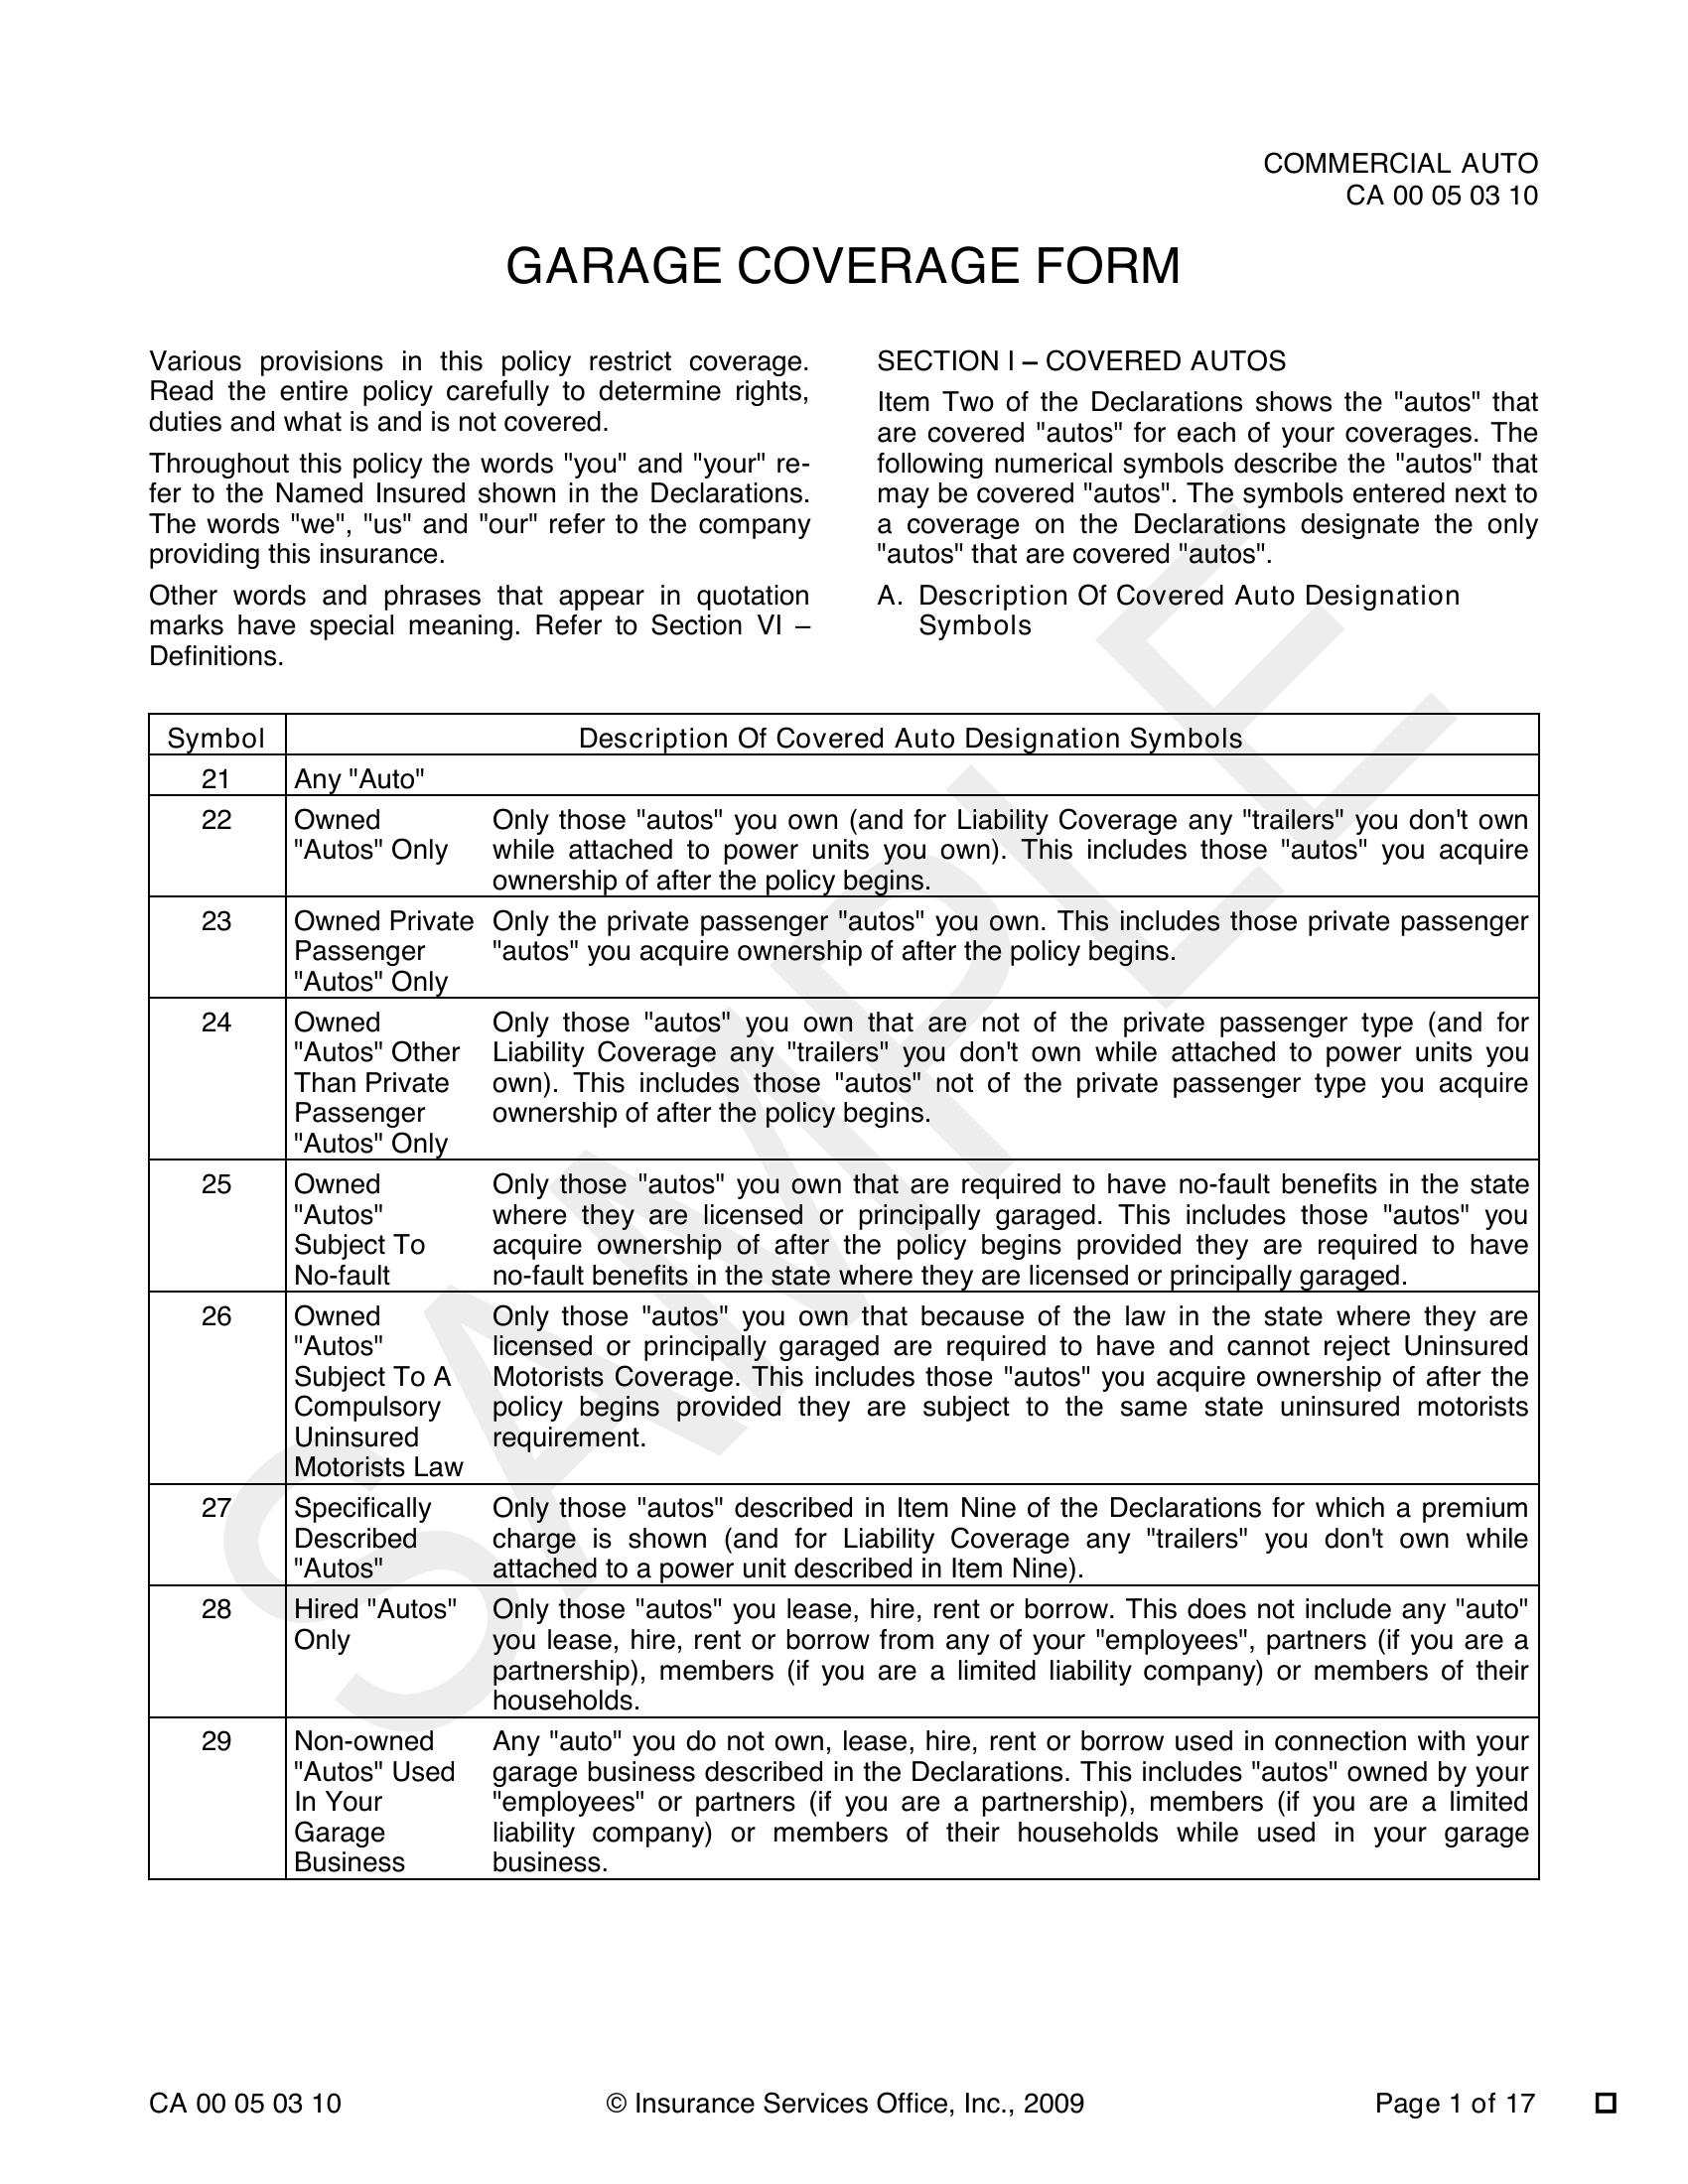 COMMERCIAL AUTO
CA 00 05 03 10
GARAGE COVERAGE FORM
Various provisions in this policy restrict coverage.
Read the entire policy carefully to determine rights,
duties and what is and is not covered.
Throughout this policy the words "you" and "your" re-
fer to the Named Insured shown in the Declarations.
The words "we", "us" and "our" refer to the company
providing this insurance.
Other words and phrases that appear in quotation
marks have special meaning. Refer to Section VI –
Definitions.
SECTION I – COVERED AUTOS
Item Two of the Declarations shows the "autos" that
are covered "autos" for each of your coverages. The
following numerical symbols describe the "autos" that
may be covered "autos". The symbols entered next to
a coverage on the Declarations designate the only
"autos" that are covered "autos".
A. Description Of Covered Auto Designation
Symbols
Symbol Description Of Covered Auto Designation Symbols
21 Any "Auto"
22 Owned Only those "autos" you own (and for Liability Coverage any "trailers" you don't own
"Autos" Only while attached to power units you own). This includes those "autos" you acquire
ownership of after the policy begins.
23 Owned Private Only the private passenger "autos" you own. This includes those private passenger
Passenger "autos" you acquire ownership of after the policy begins.
"Autos" Only
24 Owned Only those "autos" you own that are not of the private passenger type (and for
"Autos" Other Liability Coverage any "trailers" you don't own while attached to power units you
Than Private own). This includes those "autos" not of the private passenger type you acquire
Passenger ownership of after the policy begins.
"Autos" Only
25 Owned Only those "autos" you own that are required to have no-fault benefits in the state
"Autos" where they are licensed or principally garaged. This includes those "autos" you
Subject To acquire ownership of after the policy begins provided they are required to have
No-fault no-fault benefits in the state where they are licensed or principally garaged.
26 Owned Only those "autos" you own that because of the law in the state where they are
"Autos" licensed or principally garaged are required to have and cannot reject Uninsured
Subject To A Motorists Coverage. This includes those "autos" you acquire ownership of after the
Compulsory policy begins provided they are subject to the same state uninsured motorists
Uninsured requirement.
Motorists Law
27 Specifically Only those "autos" described in Item Nine of the Declarations for which a premium
Described charge is shown (and for Liability Coverage any "trailers" you don't own while
"Autos" attached to a power unit described in Item Nine).
28 Hired "Autos" Only those "autos" you lease, hire, rent or borrow. This does not include any "auto"
Only you lease, hire, rent or borrow from any of your "employees", partners (if you are a
partnership), members (if you are a limited liability company) or members of their
households.
29 Non-owned Any "auto" you do not own, lease, hire, rent or borrow used in connection with your
"Autos" Used garage business described in the Declarations. This includes "autos" owned by your
In Your "employees" or partners (if you are a partnership), members (if you are a limited
Garage liability company) or members of their households while used in your garage
Business business.
SAMPLE
CA 00 05 03 10 © Insurance Services Office, Inc., 2009 Page 1 of 17